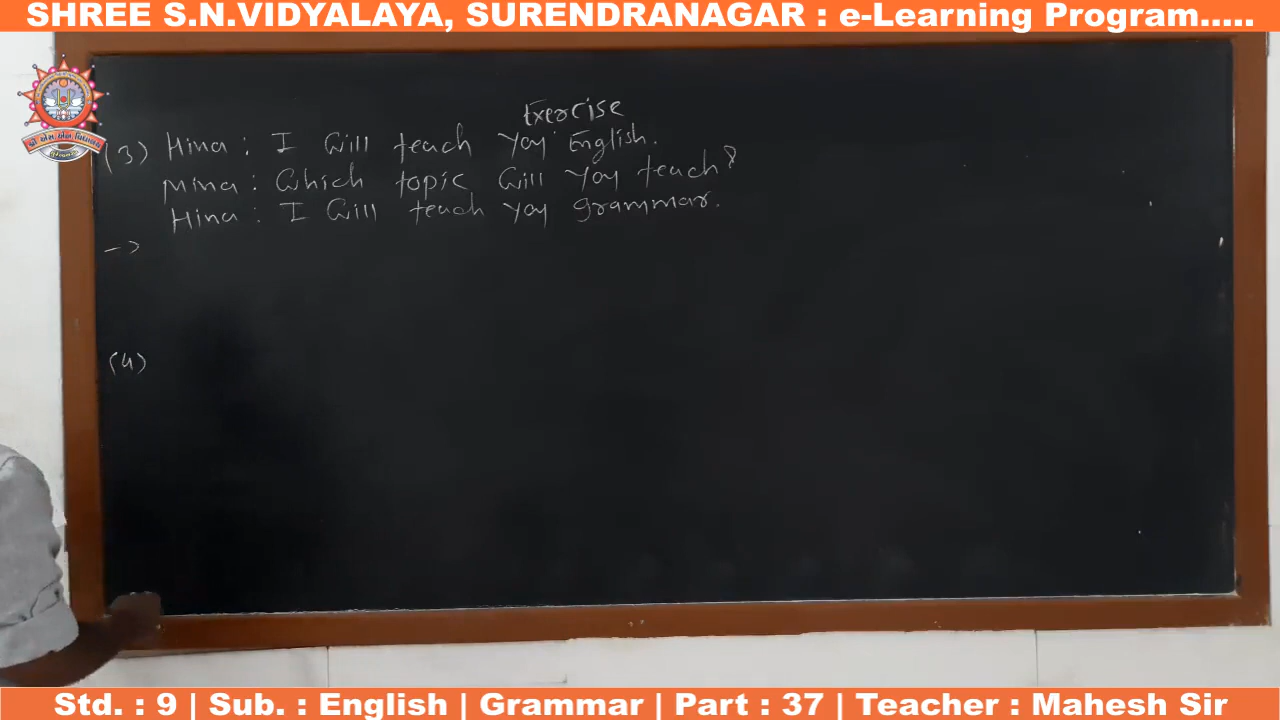 SHREE S.N.VIDYALAYA, SURENDRANAGAR : e-Learning Program.....
Exercise
(3) Hina : I will teach you English.
Mina : Which topic will you teach?
Hina : I will teach you grammar.
->
(4)
Std. : 9 | Sub. : English | Grammar | Part : 37 | Teacher : Mahesh Sir